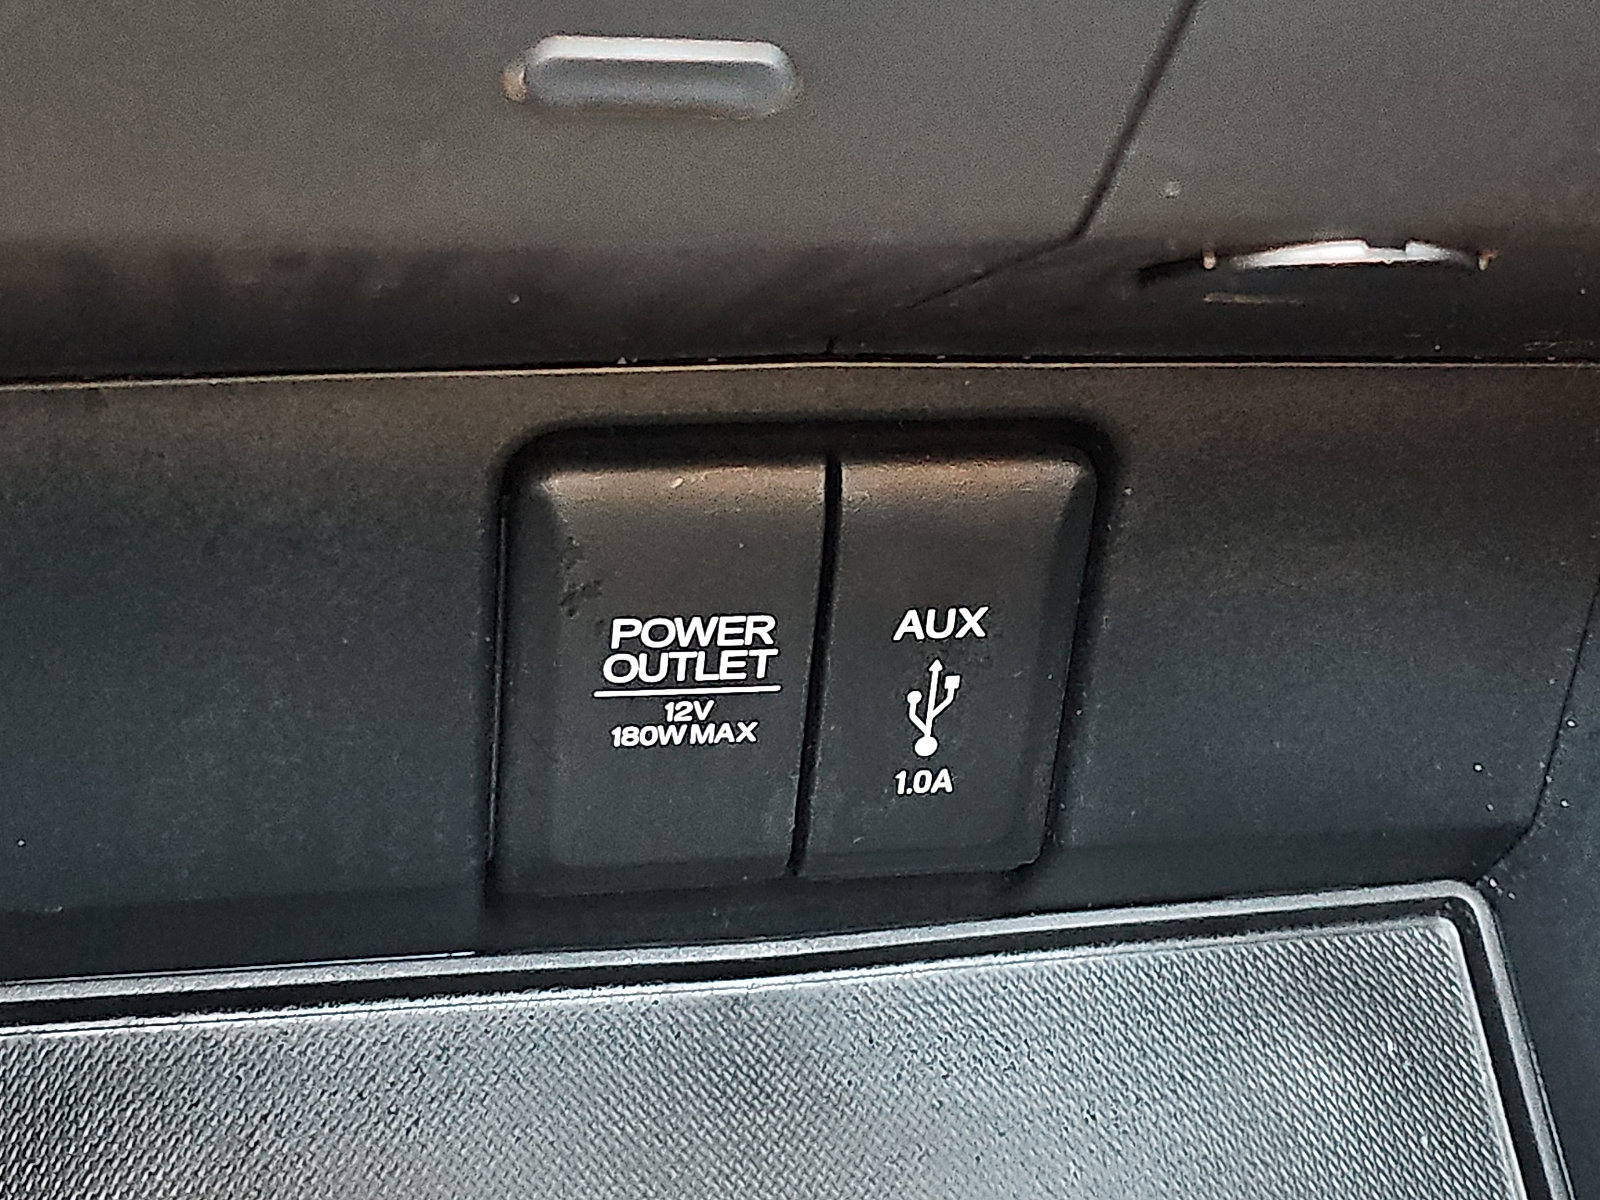 POWER
OUTLET
12V
180W MAX
AUX
1.0A